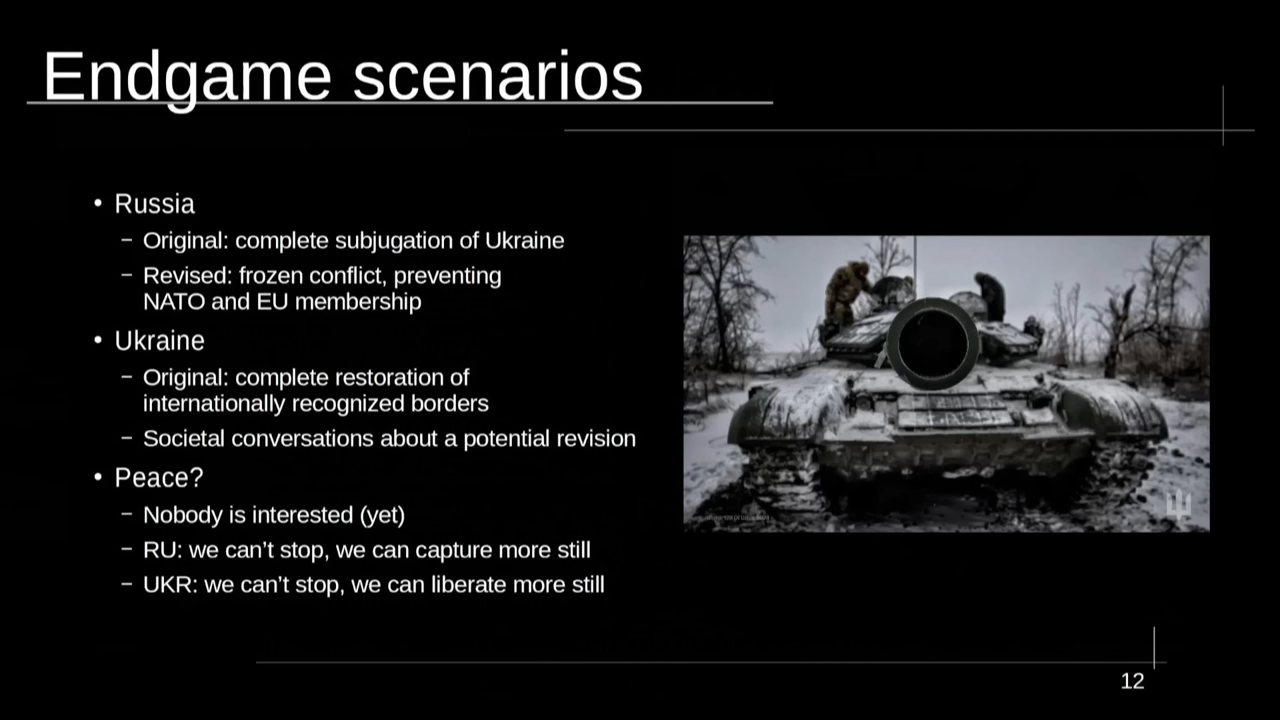 Endgame scenarios
• Russia
– Original: complete subjugation of Ukraine
– Revised: frozen conflict, preventing
NATO and EU membership
• Ukraine
– Original: complete restoration of
internationally recognized borders
– Societal conversations about a potential revision
• Peace?
– Nobody is interested (yet)
– RU: we can’t stop, we can capture more still
– UKR: we can’t stop, we can liberate more still
12